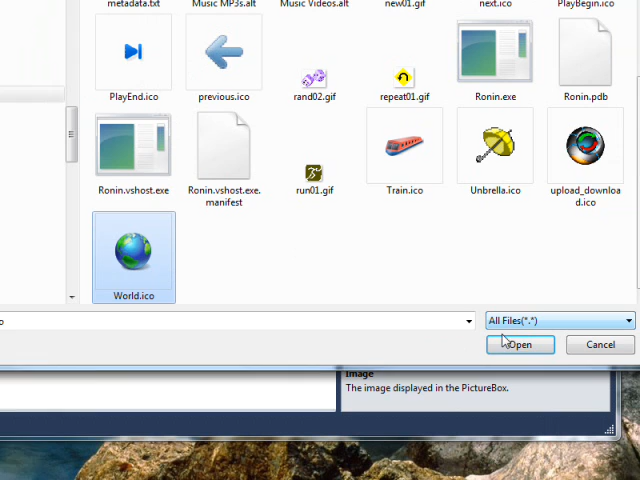 metadata.txt
Music MP3s.alt
Music Videos.alt
new01.gif
next.ico
PlayBegin.ico
PlayEnd.ico
previous.ico
rand02.gif
repeat01.gif
Ronin.exe
Ronin.pdb
Ronin.vshost.exe
Ronin.vshost.exe.
manifest
run01.gif
Train.ico
Unbrella.ico
upload_downloa
d.ico
World.ico
o
All Files(*.*)
Open
Cancel
Image
The image displayed in the PictureBox.